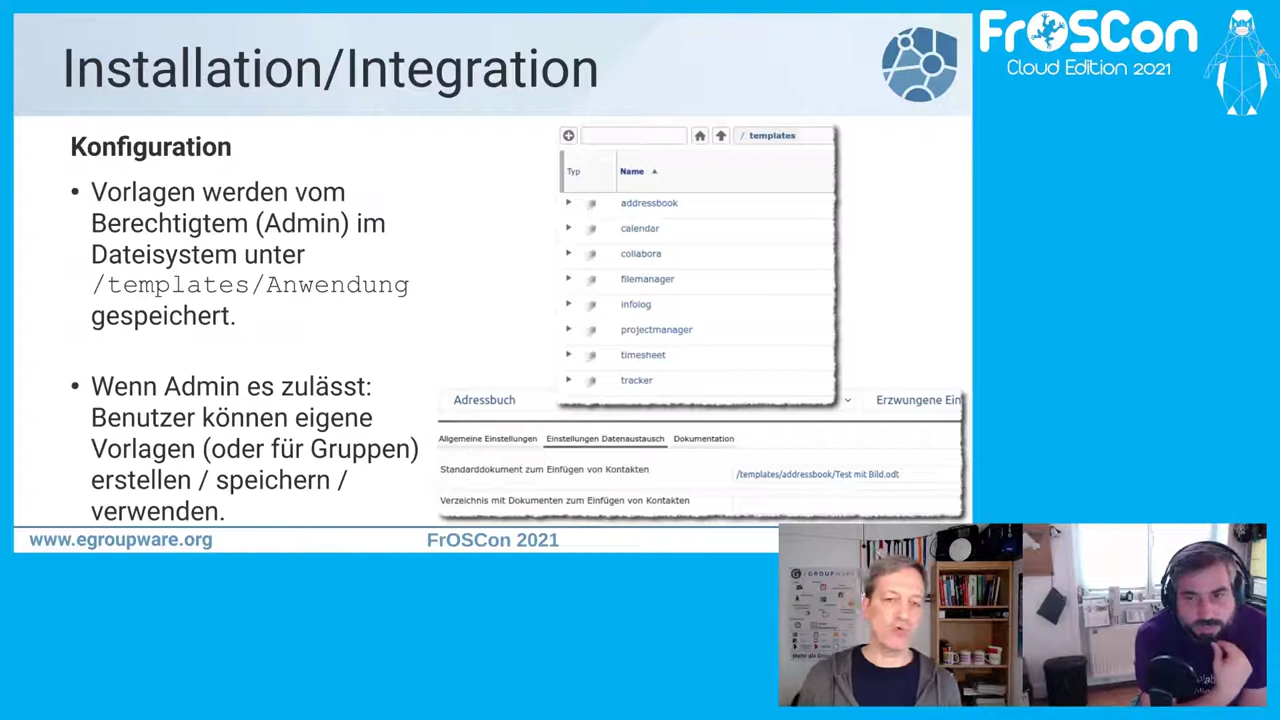 Installation/Integration
FrOSCon
Cloud Edition 2021
Konfiguration
• Vorlagen werden vom
Berechtigtem (Admin) im
Dateisystem unter
/templates/Anwendung
gespeichert.
• Wenn Admin es zulässt:
Benutzer können eigene
Vorlagen (oder für Gruppen)
erstellen / speichern /
verwenden.
/ templates
Typ Name
addressbook
calendar
collabora
filemanager
infolog
projectmanager
timesheet
tracker
Adressbuch Erzwungene Ein
Allgemeine Einstellungen Einstellungen Datenaustausch Dokumentation
Standarddokument zum Einfügen von Kontakten /templates/addressbook/Test mit Bild.odt
Verzeichnis mit Dokumenten zum Einfügen von Kontakten
www.egroupware.org FrOSCon 2021
EGROUPWARE